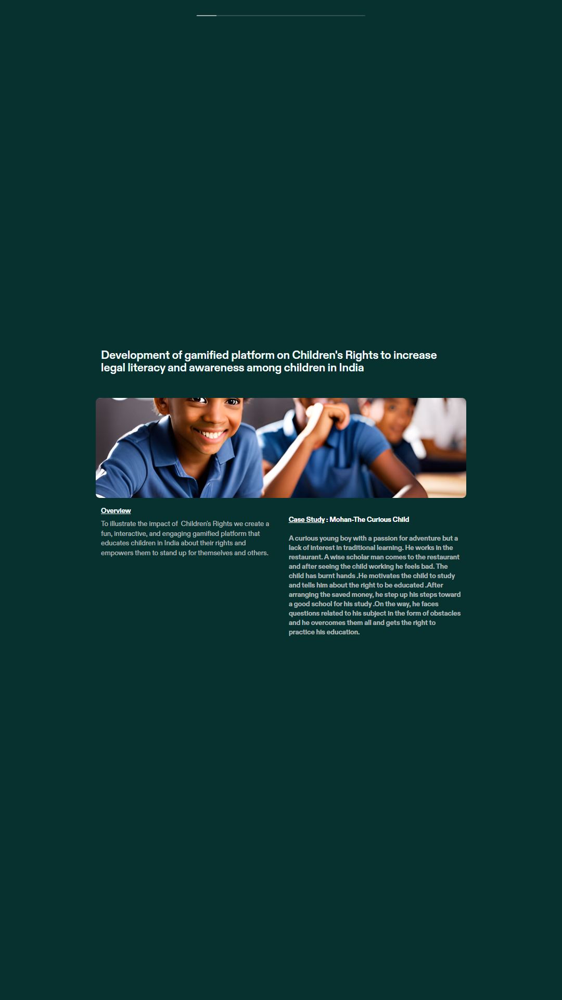 Development of gamified platform on Children's Rights to increase
legal literacy and awareness among children in India
Overview
To illustrate the impact of  Children's Rights we create a
fun, interactive, and engaging gamified platform that
educates children in India about their rights and
empowers them to stand up for themselves and others.
Case Study : Mohan-The Curious Child
A curious young boy with a passion for adventure but a
lack of interest in traditional learning. He works in the
restaurant. A wise scholar man comes to the restaurant
and after seeing the child working he feels bad. The
child has burnt hands .He motivates the child to study
and tells him about the right to be educated .After
arranging the saved money, he step up his steps toward
a good school for his study .On the way, he faces
questions related to his subject in the form of obstacles
and he overcomes them all and gets the right to
practice his education.